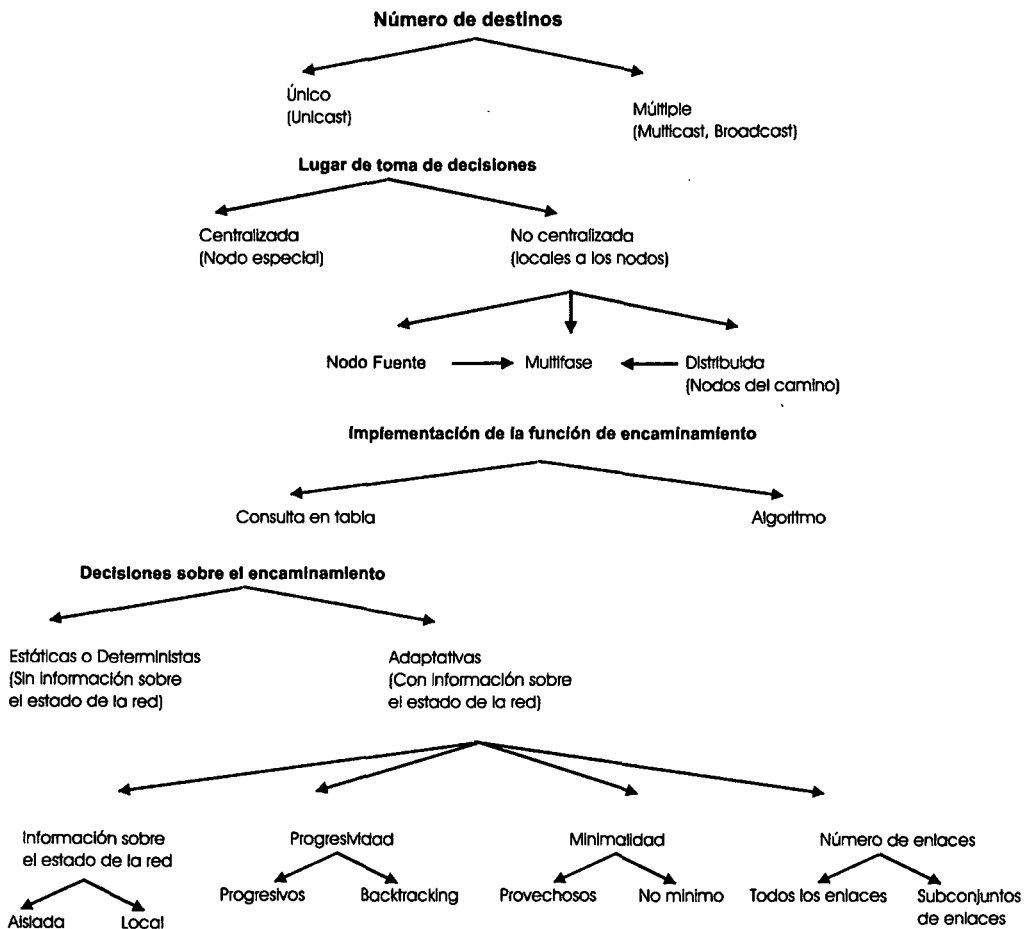 Número de destinos
Único
(Unicast)
Múltiple
(Multicast, Broadcast)
Lugar de toma de decisiones
Centralizada
(Nodo especial)
No centralizada
(locales a los nodos)
Nodo Fuente
Multifase
Distribuida
(Nodos del camino)
Implementación de la función de encaminamiento
Consulta en tabla
Algoritmo
Decisiones sobre el encaminamiento
Estáticas o Deterministas
(Sin información sobre
el estado de la red)
Adaptativas
(Con información sobre
el estado de la red)
Información sobre
el estado de la red
Progresividad
Minimalidad
Número de enlaces
Aislada
Local
Progresivos
Backtracking
Provechosos
No mínimo
Todos los enlaces
Subconjuntos
de enlaces